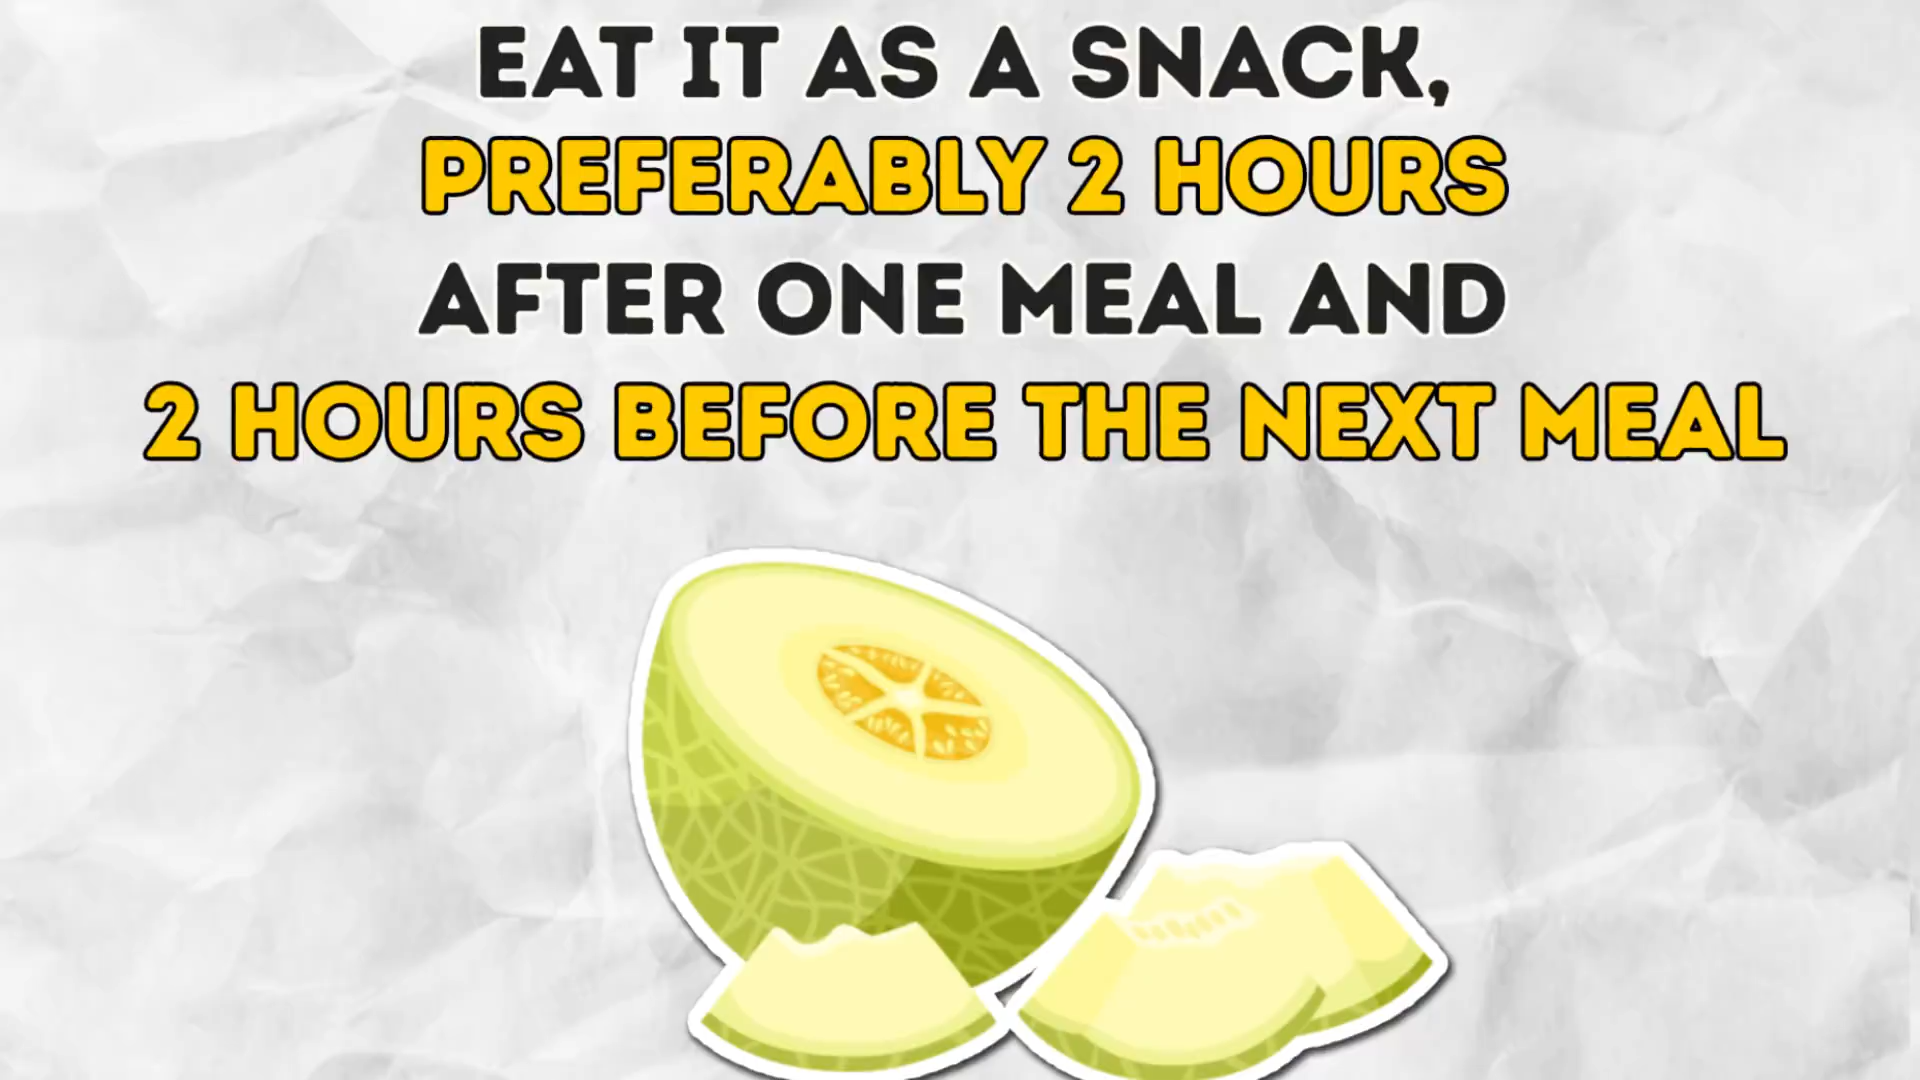 EAT IT AS A SNACK,
PREFERABLY 2 HOURS
AFTER ONE MEAL AND
2 HOURS BEFORE THE NEXT MEAL